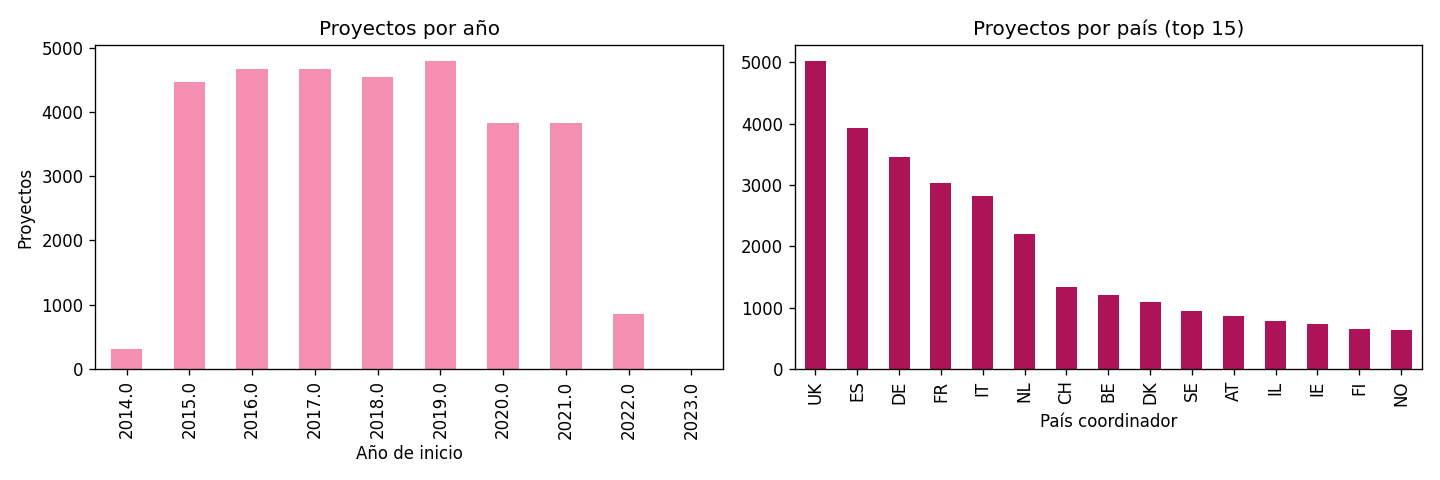 Proyectos por año
Proyectos
5000
4000
3000
2000
1000
0
2014.0
2015.0
2016.0
2017.0
2018.0
2019.0
2020.0
2021.0
2022.0
2023.0
Año de inicio
Proyectos por país (top 15)
5000
4000
3000
2000
1000
0
UK
ES
DE
FR
IT
NL
CH
BE
DK
SE
AT
IL
IE
FI
NO
País coordinador